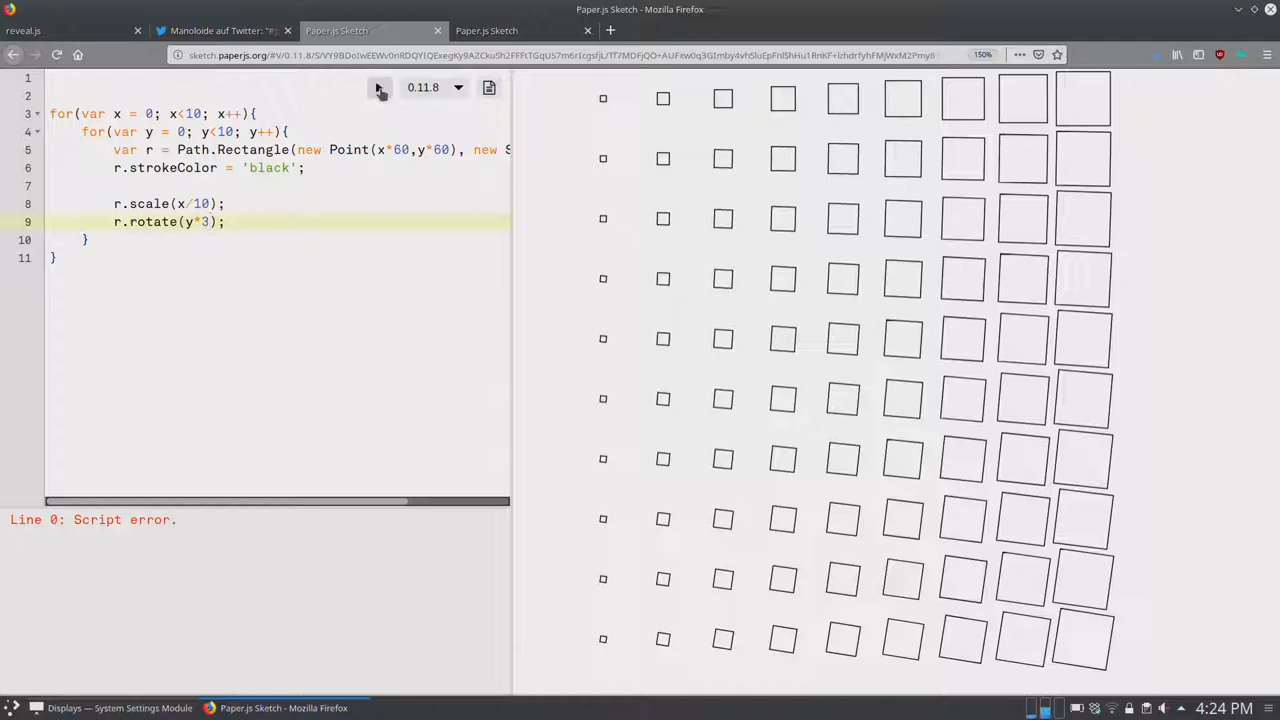 Paper.js Sketch - Mozilla Firefox
reveal.js
Manoloide auf Twitter: "#
Paper.js Sketch
Paper.js Sketch
150%
0.11.8
1
2
3 for(var x = 0; x<10; x++){
4 for(var y = 0; y<10; y++){
5 var r = Path.Rectangle(new Point(x*60,y*60), new S
6 r.strokeColor = 'black';
7
8 r.scale(x/10);
9 r.rotate(y*3);
10 }
11 }
Line 0: Script error.
Displays — System Settings Module
Paper.js Sketch - Mozilla Firefox
4:24 PM